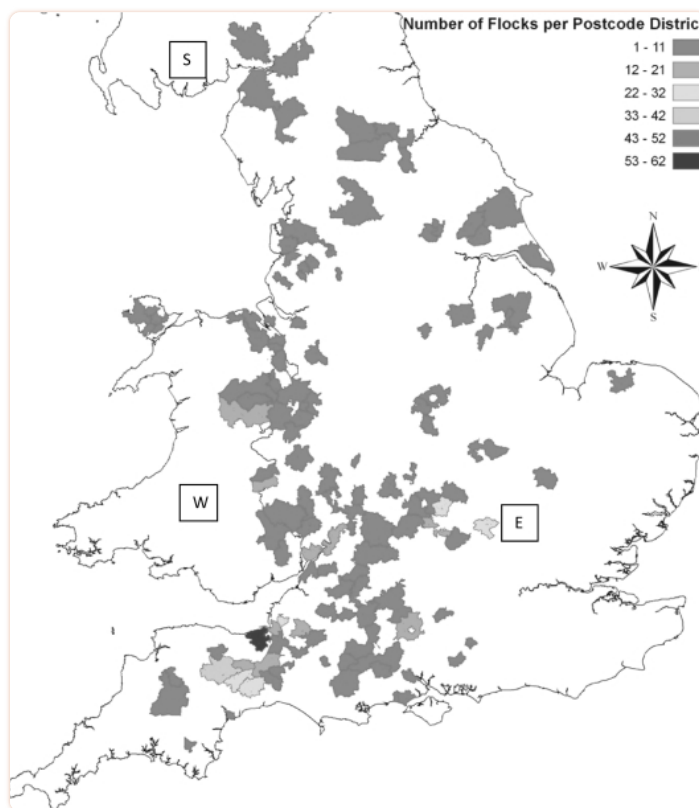 Number of Flocks per Postcode Distric
1 - 11
12 - 21
22 - 32
33 - 42
43 - 52
53 - 62
S
N
W
E
S
W
E